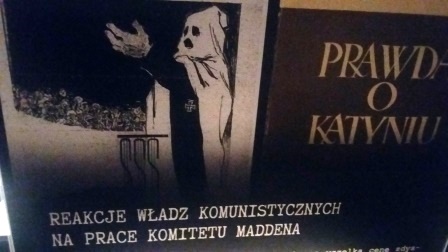 PRAWDA
O
KATYNIU
REAKCJE WŁADZ KOMUNISTYCZNYCH
NA PRACE KOMITETU MADDENA